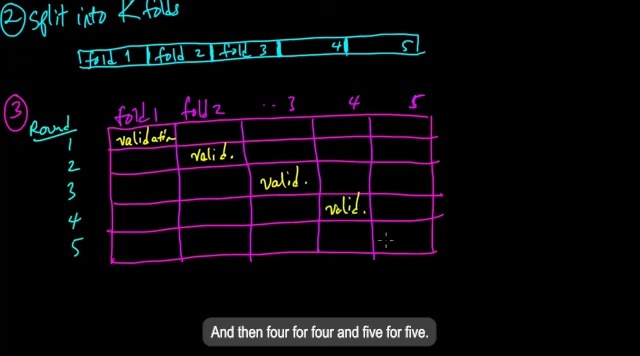 ② Split into K folds
fold 1 fold 2 fold 3 4 5
③ fold 1 fold 2 .. 3 4 5
Round
1 validation
2 valid.
3 valid.
4 valid.
5
And then four for four and five for five.